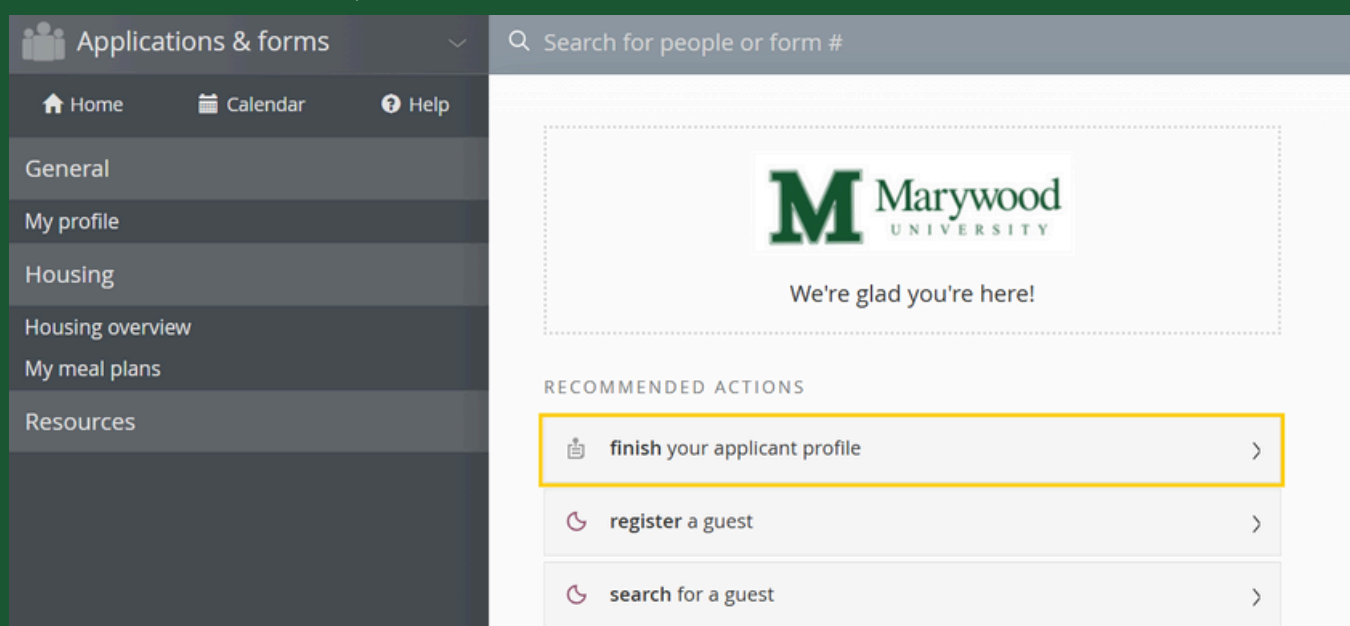 Applications & forms
Search for people or form #
Home
Calendar
Help
General
My profile
Housing
Housing overview
My meal plans
Resources
M Marywood
UNIVERSITY
We're glad you're here!
RECOMMENDED ACTIONS
finish your applicant profile
register a guest
search for a guest